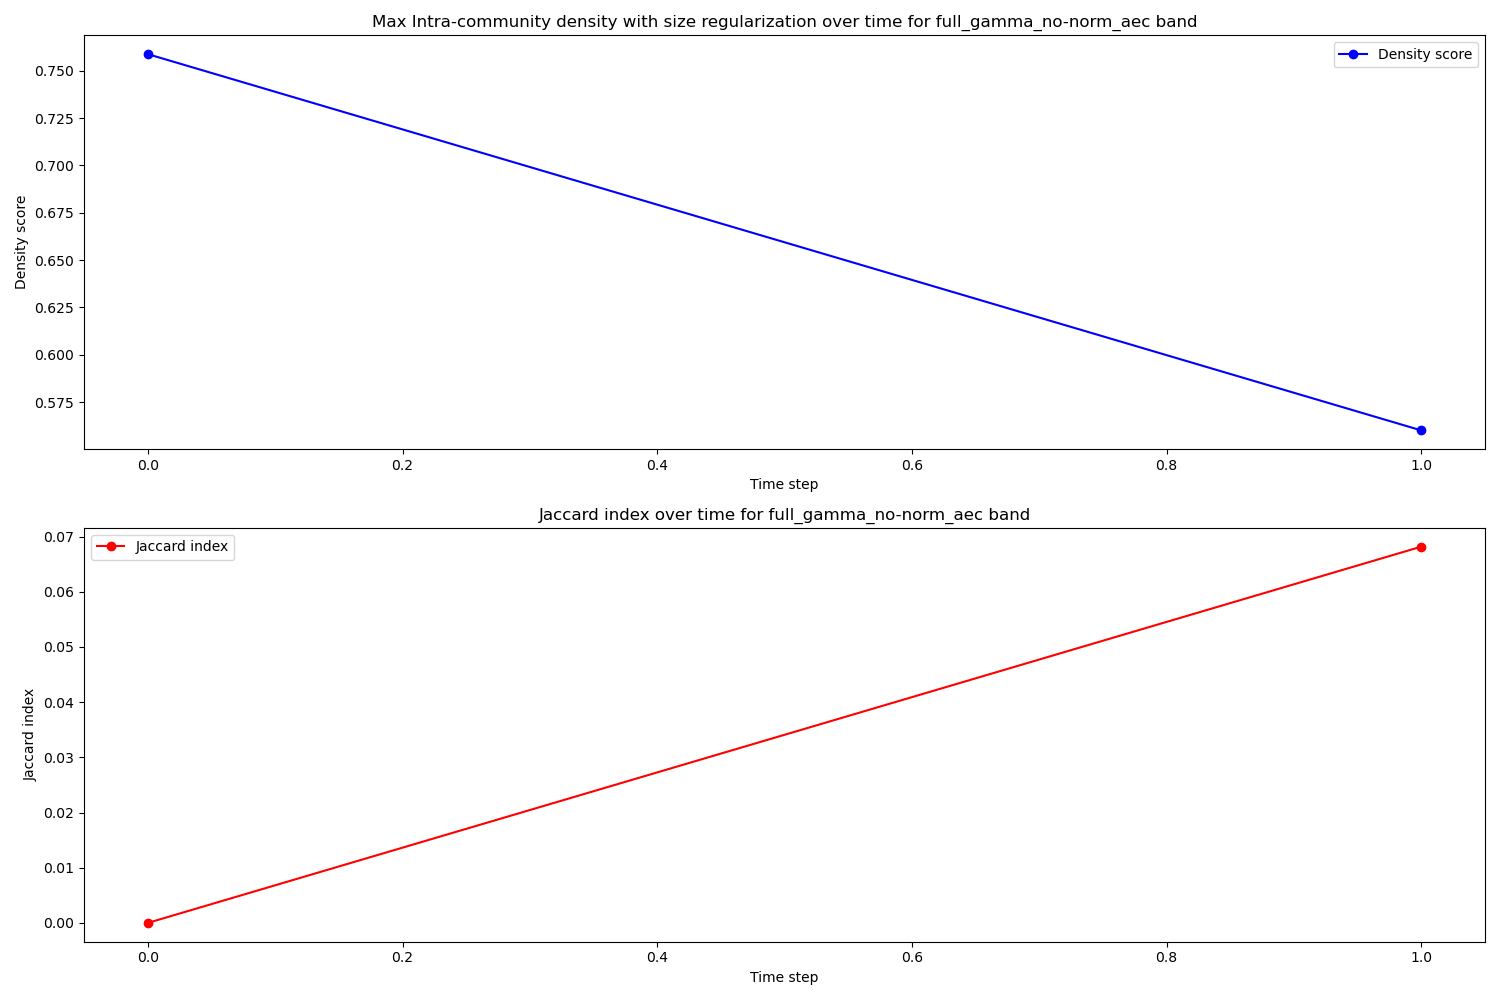 Max Intra-community density with size regularization over time for full_gamma_no-norm_aec band
Density score
0.750
0.725
0.700
0.675
0.650
0.625
0.600
0.575
Density score
0.0 0.2 0.4 0.6 0.8 1.0
Time step
Jaccard index over time for full_gamma_no-norm_aec band
Jaccard index
0.07
0.06
0.05
0.04
0.03
0.02
0.01
0.00
Jaccard index
0.0 0.2 0.4 0.6 0.8 1.0
Time step